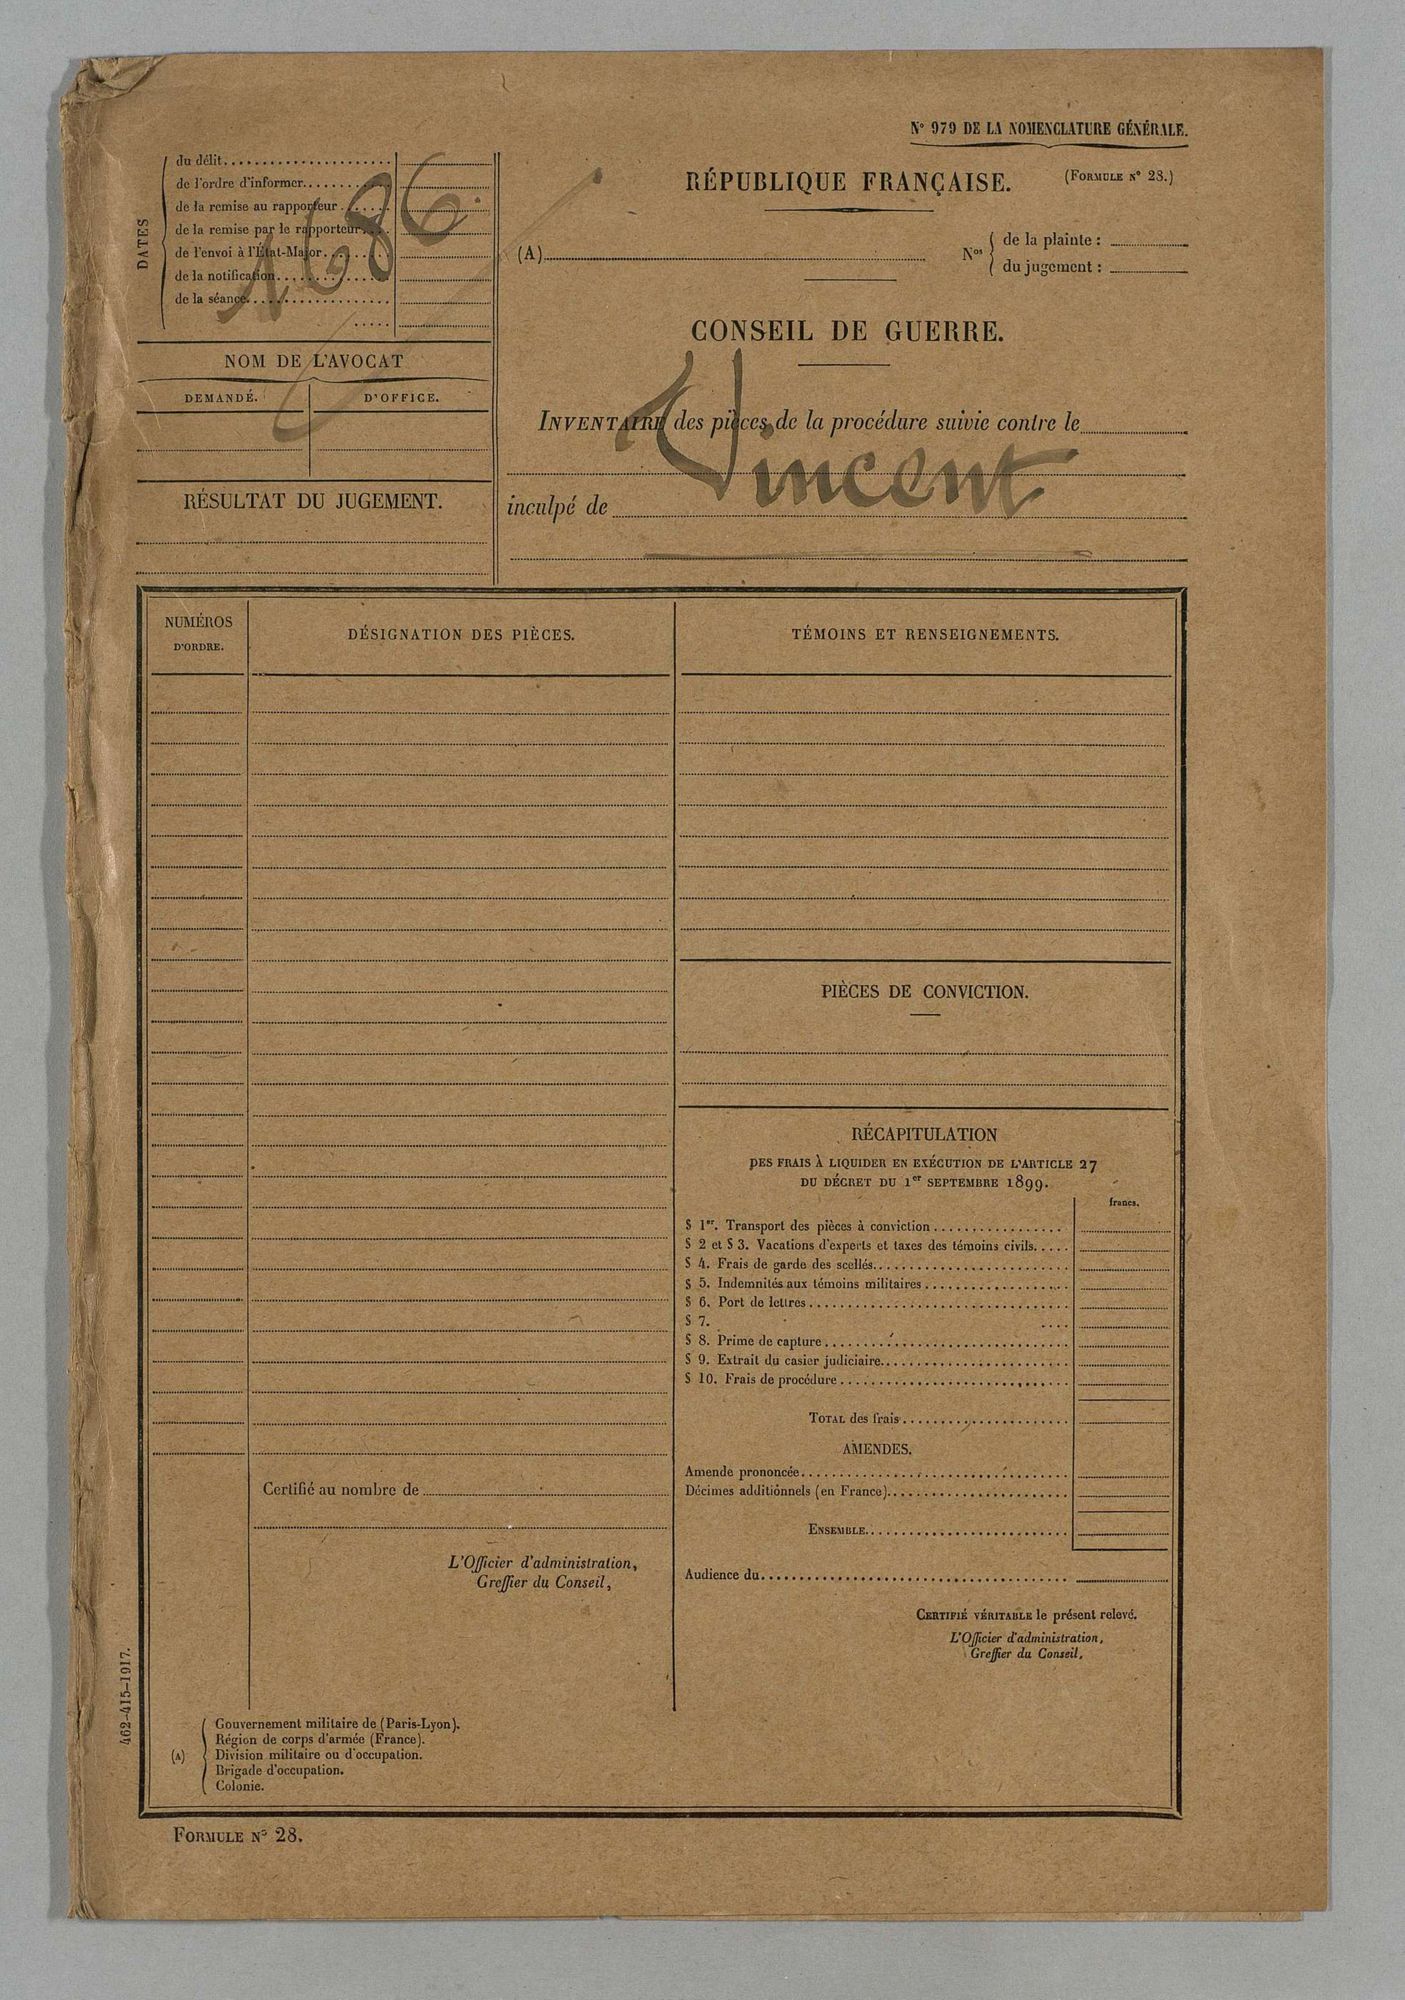 N° 979 DE LA NOMENCLATURE GÉNÉRALE.
(FORMULE N° 28.)
DATES
du délit
de l'ordre d'informer
de la remise au rapporteur
de la remise par le rapporteur
de l'envoi à l'État-Major
de la notification
de la séance
1686.
NOM DE L'AVOCAT
DEMANDÉ.
D'OFFICE.
RÉSULTAT DU JUGEMENT.
RÉPUBLIQUE FRANÇAISE.
(A)
Nos
de la plainte :
du jugement :
CONSEIL DE GUERRE.
INVENTAIRE des pièces de la procédure suivie contre le
Vincent
inculpé de
NUMÉROS
D'ORDRE.
DÉSIGNATION DES PIÈCES.
TÉMOINS ET RENSEIGNEMENTS.
PIÈCES DE CONVICTION.
RÉCAPITULATION
DES FRAIS À LIQUIDER EN EXÉCUTION DE L'ARTICLE 27
DU DÉCRET DU 1er SEPTEMBRE 1899.
francs.
§ 1er. Transport des pièces à conviction
§ 2 et § 3. Vacations d'experts et taxes des témoins civils
§ 4. Frais de garde des scellés
§ 5. Indemnités aux témoins militaires
§ 6. Port de lettres
§ 7.
§ 8. Prime de capture
§ 9. Extrait du casier judiciaire
§ 10. Frais de procédure
TOTAL des frais
AMENDES.
Amende prononcée
Décimes additionnels (en France)
ENSEMBLE
Audience du
CERTIFIÉ VÉRITABLE le présent relevé.
L'Officier d'administration,
Greffier du Conseil,
Certifié au nombre de
L'Officier d'administration,
Greffier du Conseil,
(A)
Gouvernement militaire de (Paris-Lyon).
Région de corps d'armée (France).
Division militaire ou d'occupation.
Brigade d'occupation.
Colonie.
462-415-1917.
FORMULE N° 28.